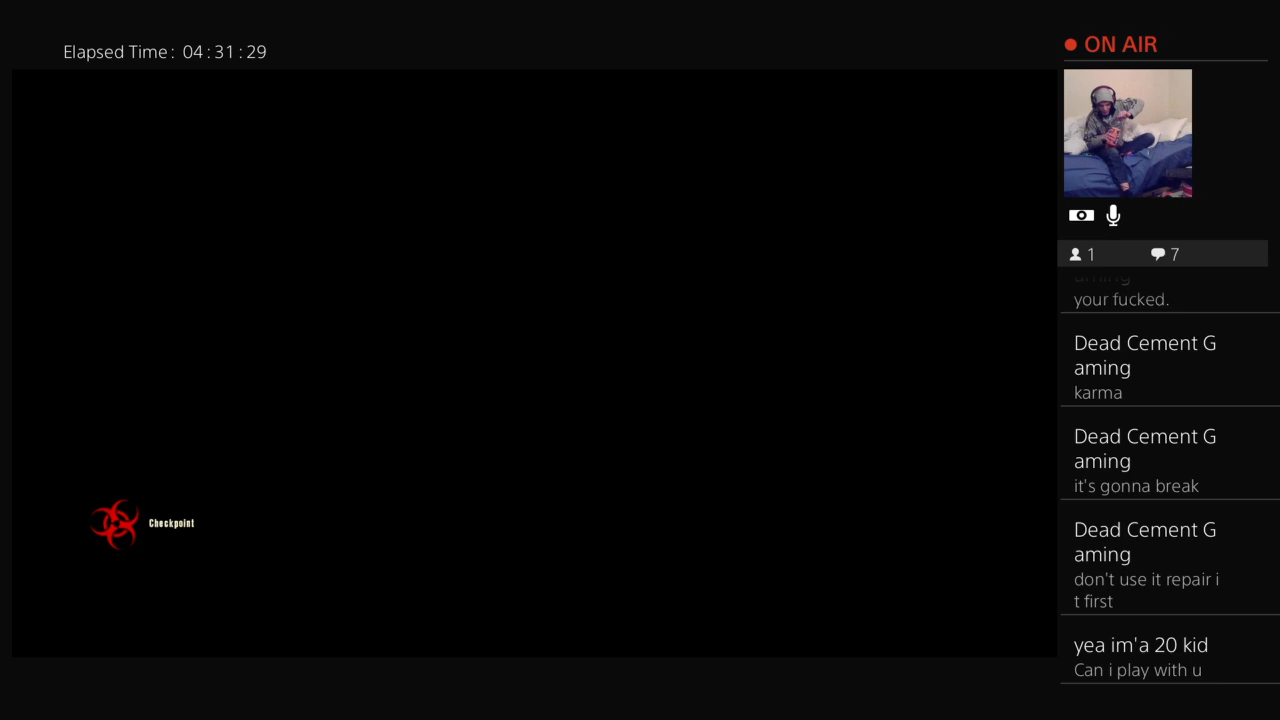 Elapsed Time: 04:31:29
ON AIR
1 7
your fucked.
Dead Cement G
aming
karma
Dead Cement G
aming
it's gonna break
Dead Cement G
aming
don't use it repair i
t first
yea im'a 20 kid
Can i play with u
Checkpoint